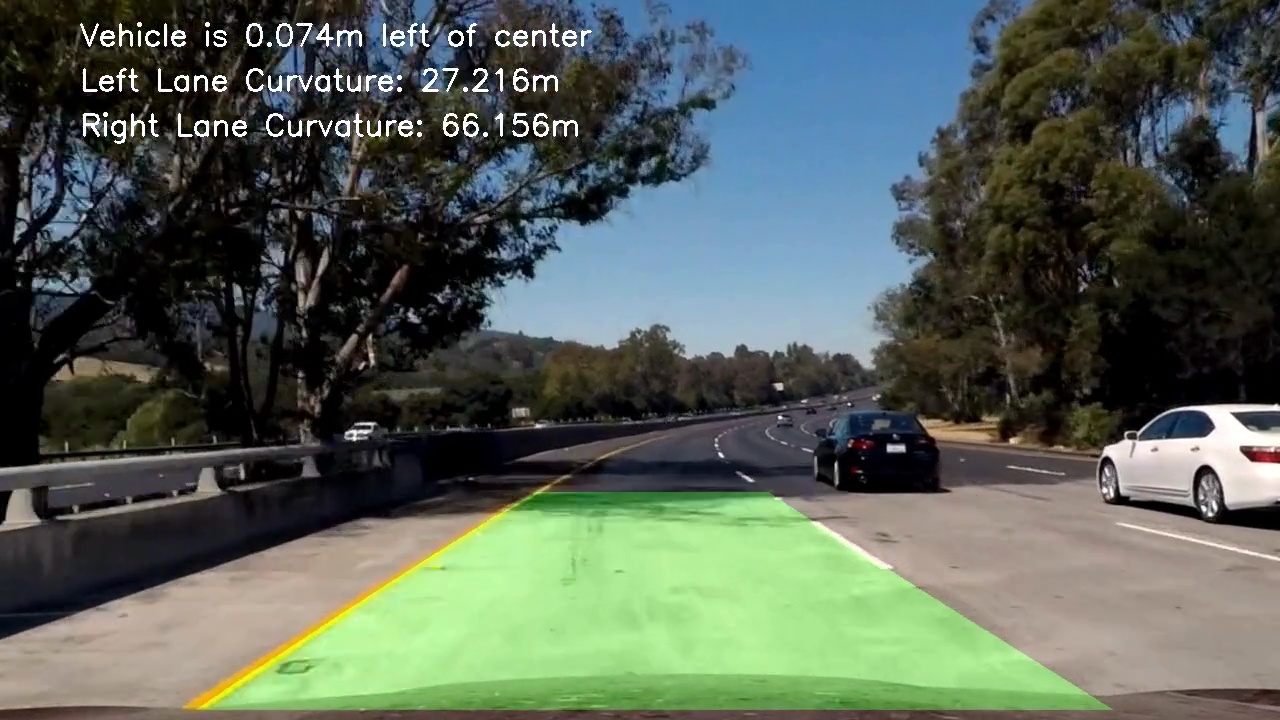 Vehicle is 0.074m left of center
Left Lane Curvature: 27.216m
Right Lane Curvature: 66.156m